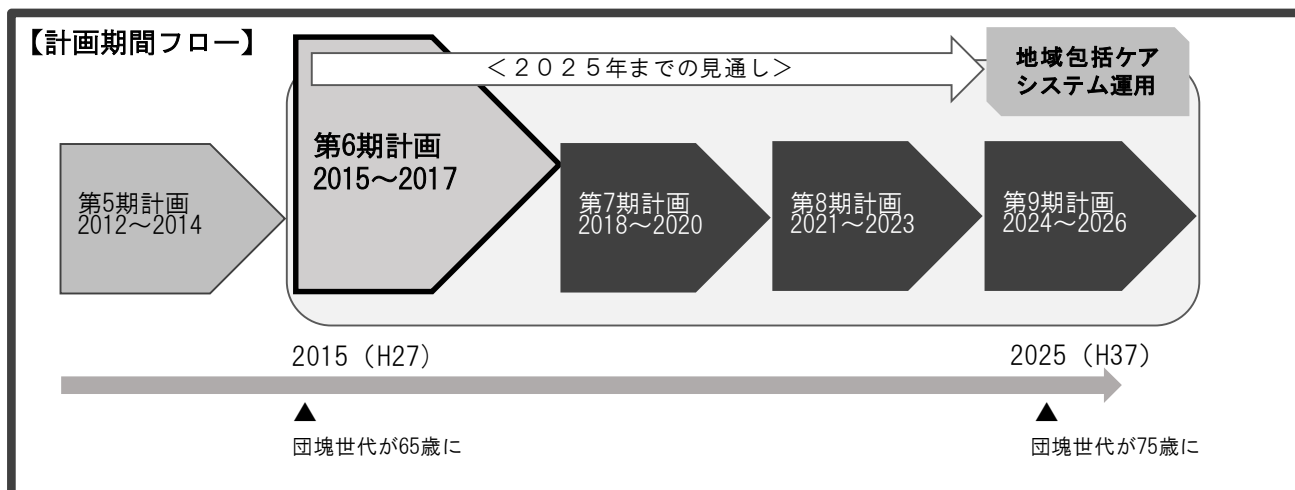 【計画期間フロー】
＜２０２５年までの見通し＞
地域包括ケア
システム運用
第5期計画
2012～2014
第6期計画
2015～2017
第7期計画
2018～2020
第8期計画
2021～2023
第9期計画
2024～2026
2015（H27）
2025（H37）
▲
団塊世代が65歳に
▲
団塊世代が75歳に